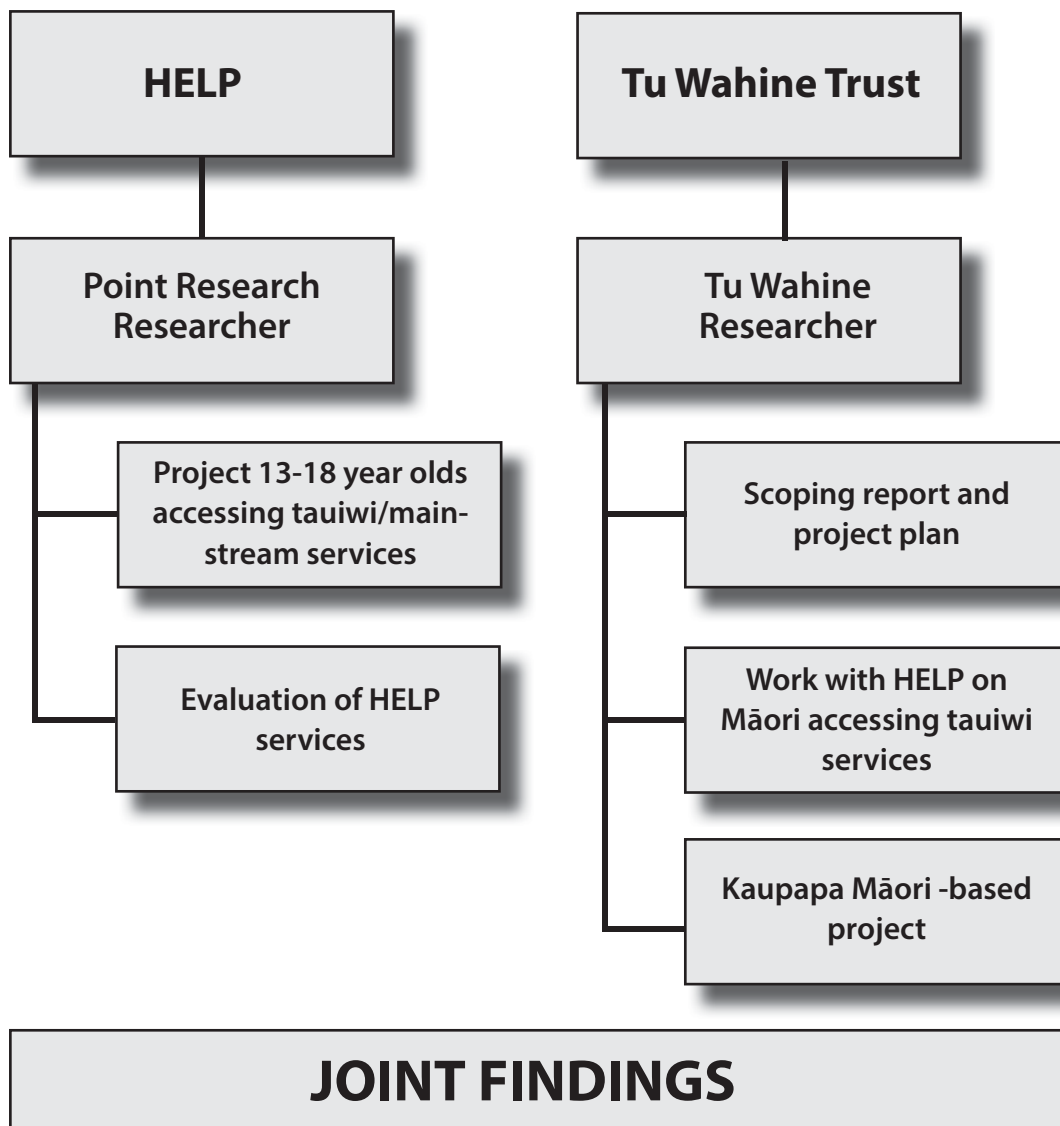 HELP
Tu Wahine Trust
Point Research
Researcher
Tu Wahine
Researcher
Project 13-18 year olds
accessing tauiwi/main-
stream services
Scoping report and
project plan
Evaluation of HELP
services
Work with HELP on
Māori accessing tauiwi
services
Kaupapa Māori -based
project
JOINT FINDINGS